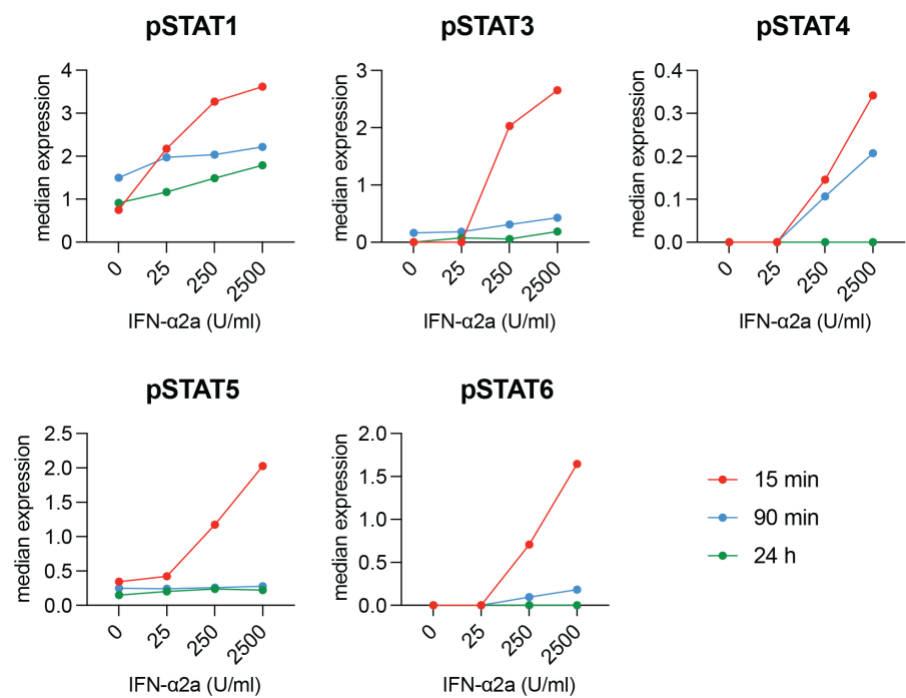 pSTAT1
median expression
4
3
2
1
0
0
25
250
2500
IFN-α2a (U/ml)
pSTAT3
median expression
3
2
1
0
0
25
250
2500
IFN-α2a (U/ml)
pSTAT4
median expression
0.4
0.3
0.2
0.1
0.0
0
25
250
2500
IFN-α2a (U/ml)
pSTAT5
median expression
2.5
2.0
1.5
1.0
0.5
0.0
0
25
250
2500
IFN-α2a (U/ml)
pSTAT6
median expression
2.0
1.5
1.0
0.5
0.0
0
25
250
2500
IFN-α2a (U/ml)
15 min
90 min
24 h